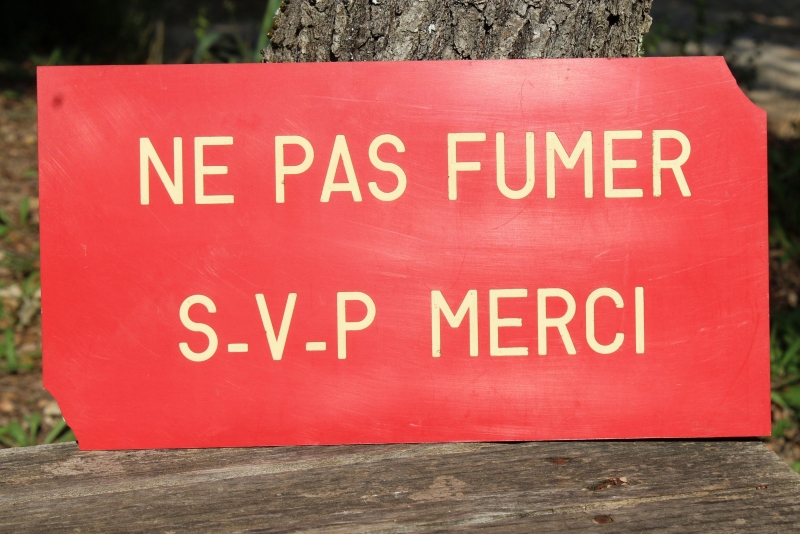 NE PAS FUMER
S-V-P MERCI